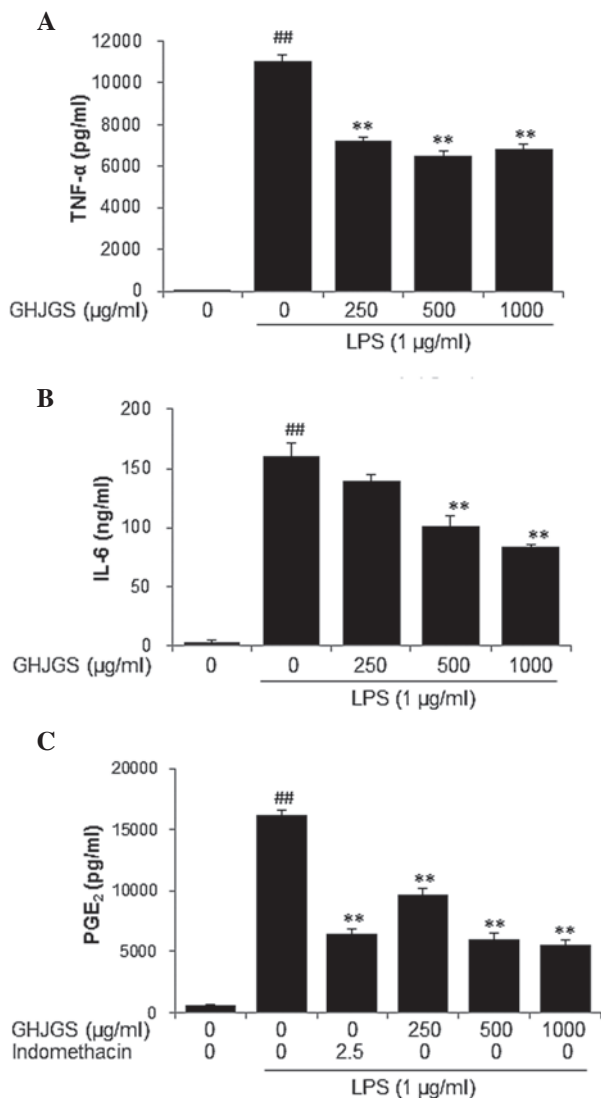 A
12000
10000
8000
6000
4000
2000
0
TNF-α (pg/ml)
##
**
**
**
GHJGS (µg/ml) 0 0 250 500 1000
LPS (1 µg/ml)
B
200
150
100
50
0
IL-6 (ng/ml)
##
**
**
GHJGS (µg/ml) 0 0 250 500 1000
LPS (1 µg/ml)
C
20000
15000
10000
5000
0
PGE₂ (pg/ml)
##
**
**
**
**
GHJGS (µg/ml) 0 0 0 250 500 1000
Indomethacin 0 0 2.5 0 0 0
LPS (1 µg/ml)